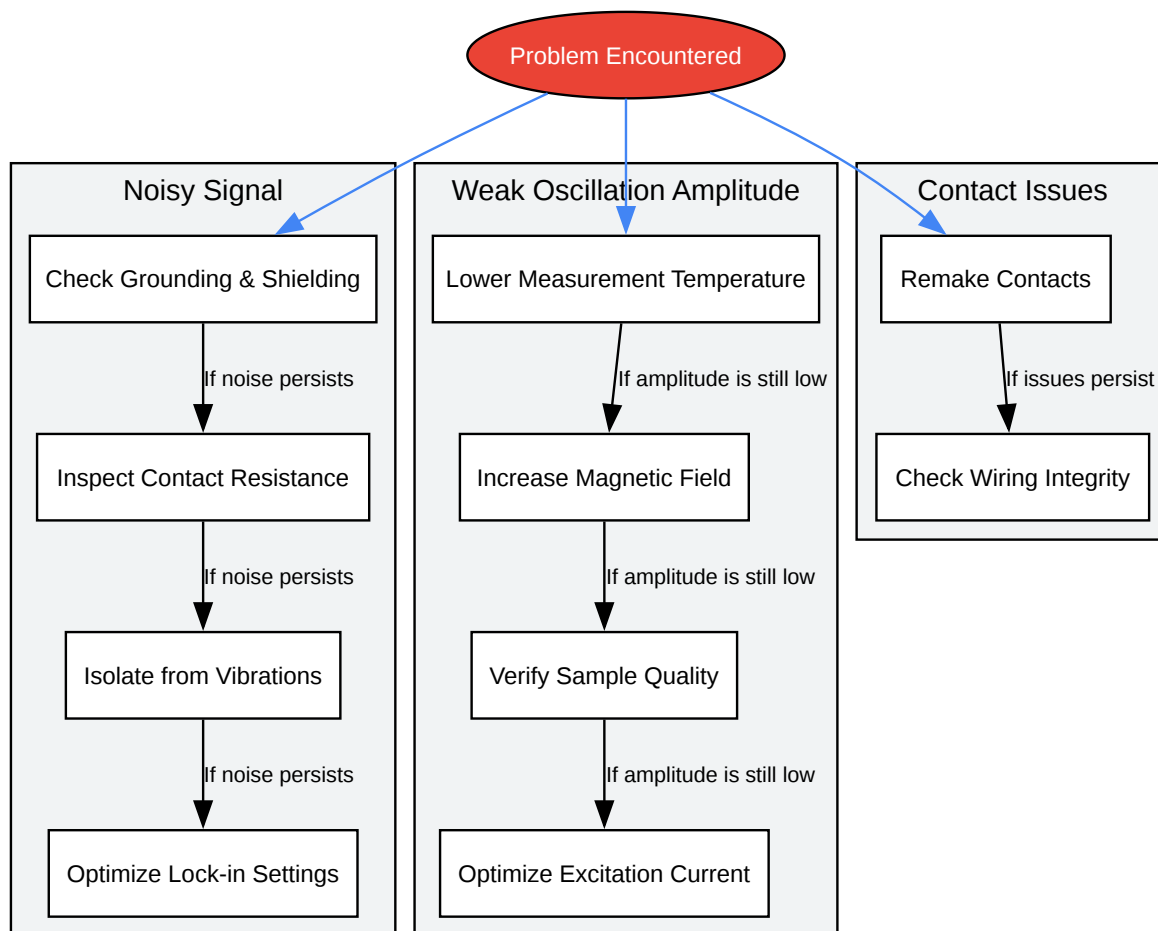 Problem Encountered
Noisy Signal
Check Grounding & Shielding
If noise persists
Inspect Contact Resistance
If noise persists
Isolate from Vibrations
If noise persists
Optimize Lock-in Settings
Weak Oscillation Amplitude
Lower Measurement Temperature
If amplitude is still low
Increase Magnetic Field
If amplitude is still low
Verify Sample Quality
If amplitude is still low
Optimize Excitation Current
Contact Issues
Remake Contacts
If issues persist
Check Wiring Integrity